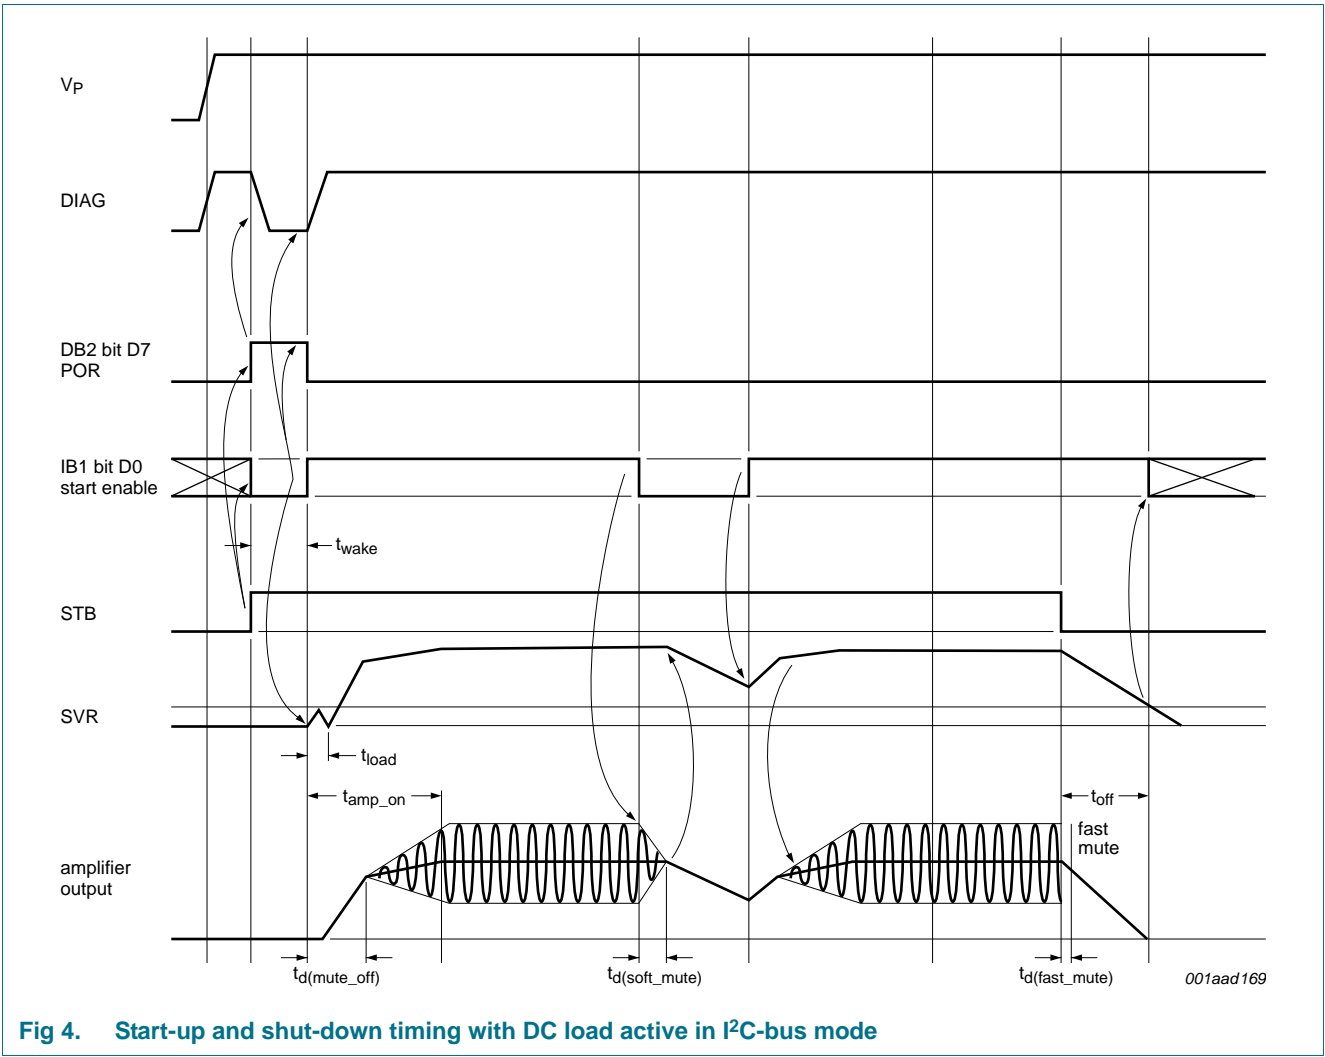 VP
DIAG
DB2 bit D7
POR
IB1 bit D0
start enable
twake
STB
SVR
tload
tamp_on
toff
fast
mute
amplifier
output
td(mute_off)
td(soft_mute)
td(fast_mute)
001aad169
Fig 4. Start-up and shut-down timing with DC load active in I2C-bus mode